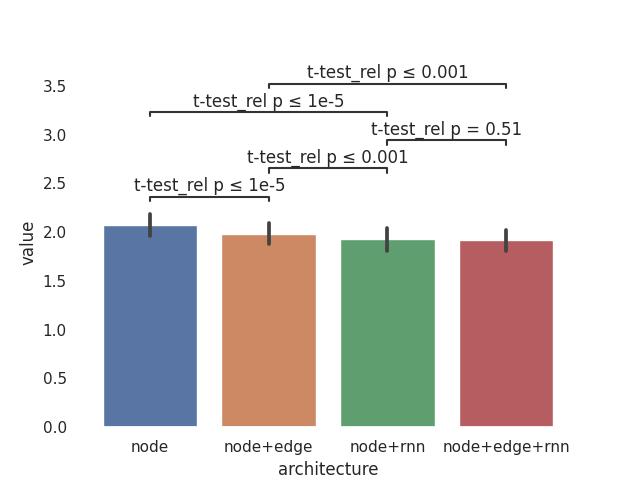 t-test_rel p ≤ 0.001
t-test_rel p ≤ 1e-5
t-test_rel p = 0.51
t-test_rel p ≤ 0.001
t-test_rel p ≤ 1e-5
3.5
3.0
2.5
2.0
1.5
1.0
0.5
0.0
value
node node+edge node+rnn node+edge+rnn
architecture